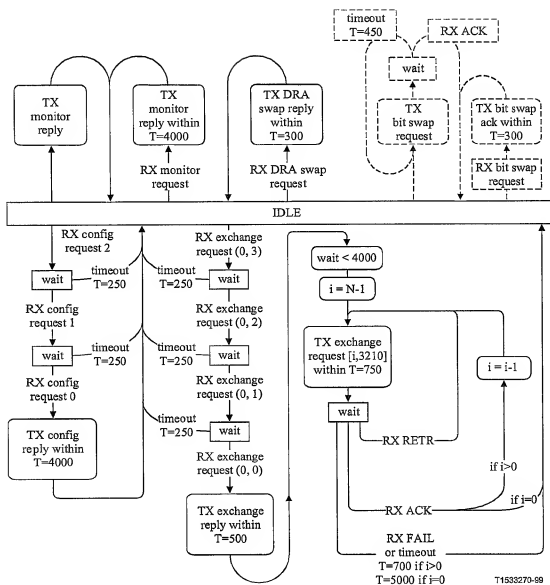 timeout
T=450
RX ACK
wait
TX
monitor
reply
TX
monitor
reply within
T=4000
TX DRA
swap reply
within
T=300
TX
bit swap
request
TX bit swap
ack within
T=300
RX monitor
request
RX DRA swap
request
RX bit swap
request
IDLE
RX config
request 2
wait
timeout
T=250
RX config
request 1
wait
timeout
T=250
RX config
request 0
TX config
reply within
T=4000
RX exchange
request (0, 3)
timeout
T=250
wait
RX exchange
request (0, 2)
timeout
T=250
wait
RX exchange
request (0, 1)
timeout
T=250
wait
RX exchange
request (0, 0)
TX exchange
reply within
T=500
wait < 4000
i = N-1
TX exchange
request [i,3210]
within T=750
i = i-1
wait
RX RETR
if i>0
RX ACK
if i=0
RX FAIL
or timeout
T=700 if i>0
T=5000 if i=0
T1533270-99